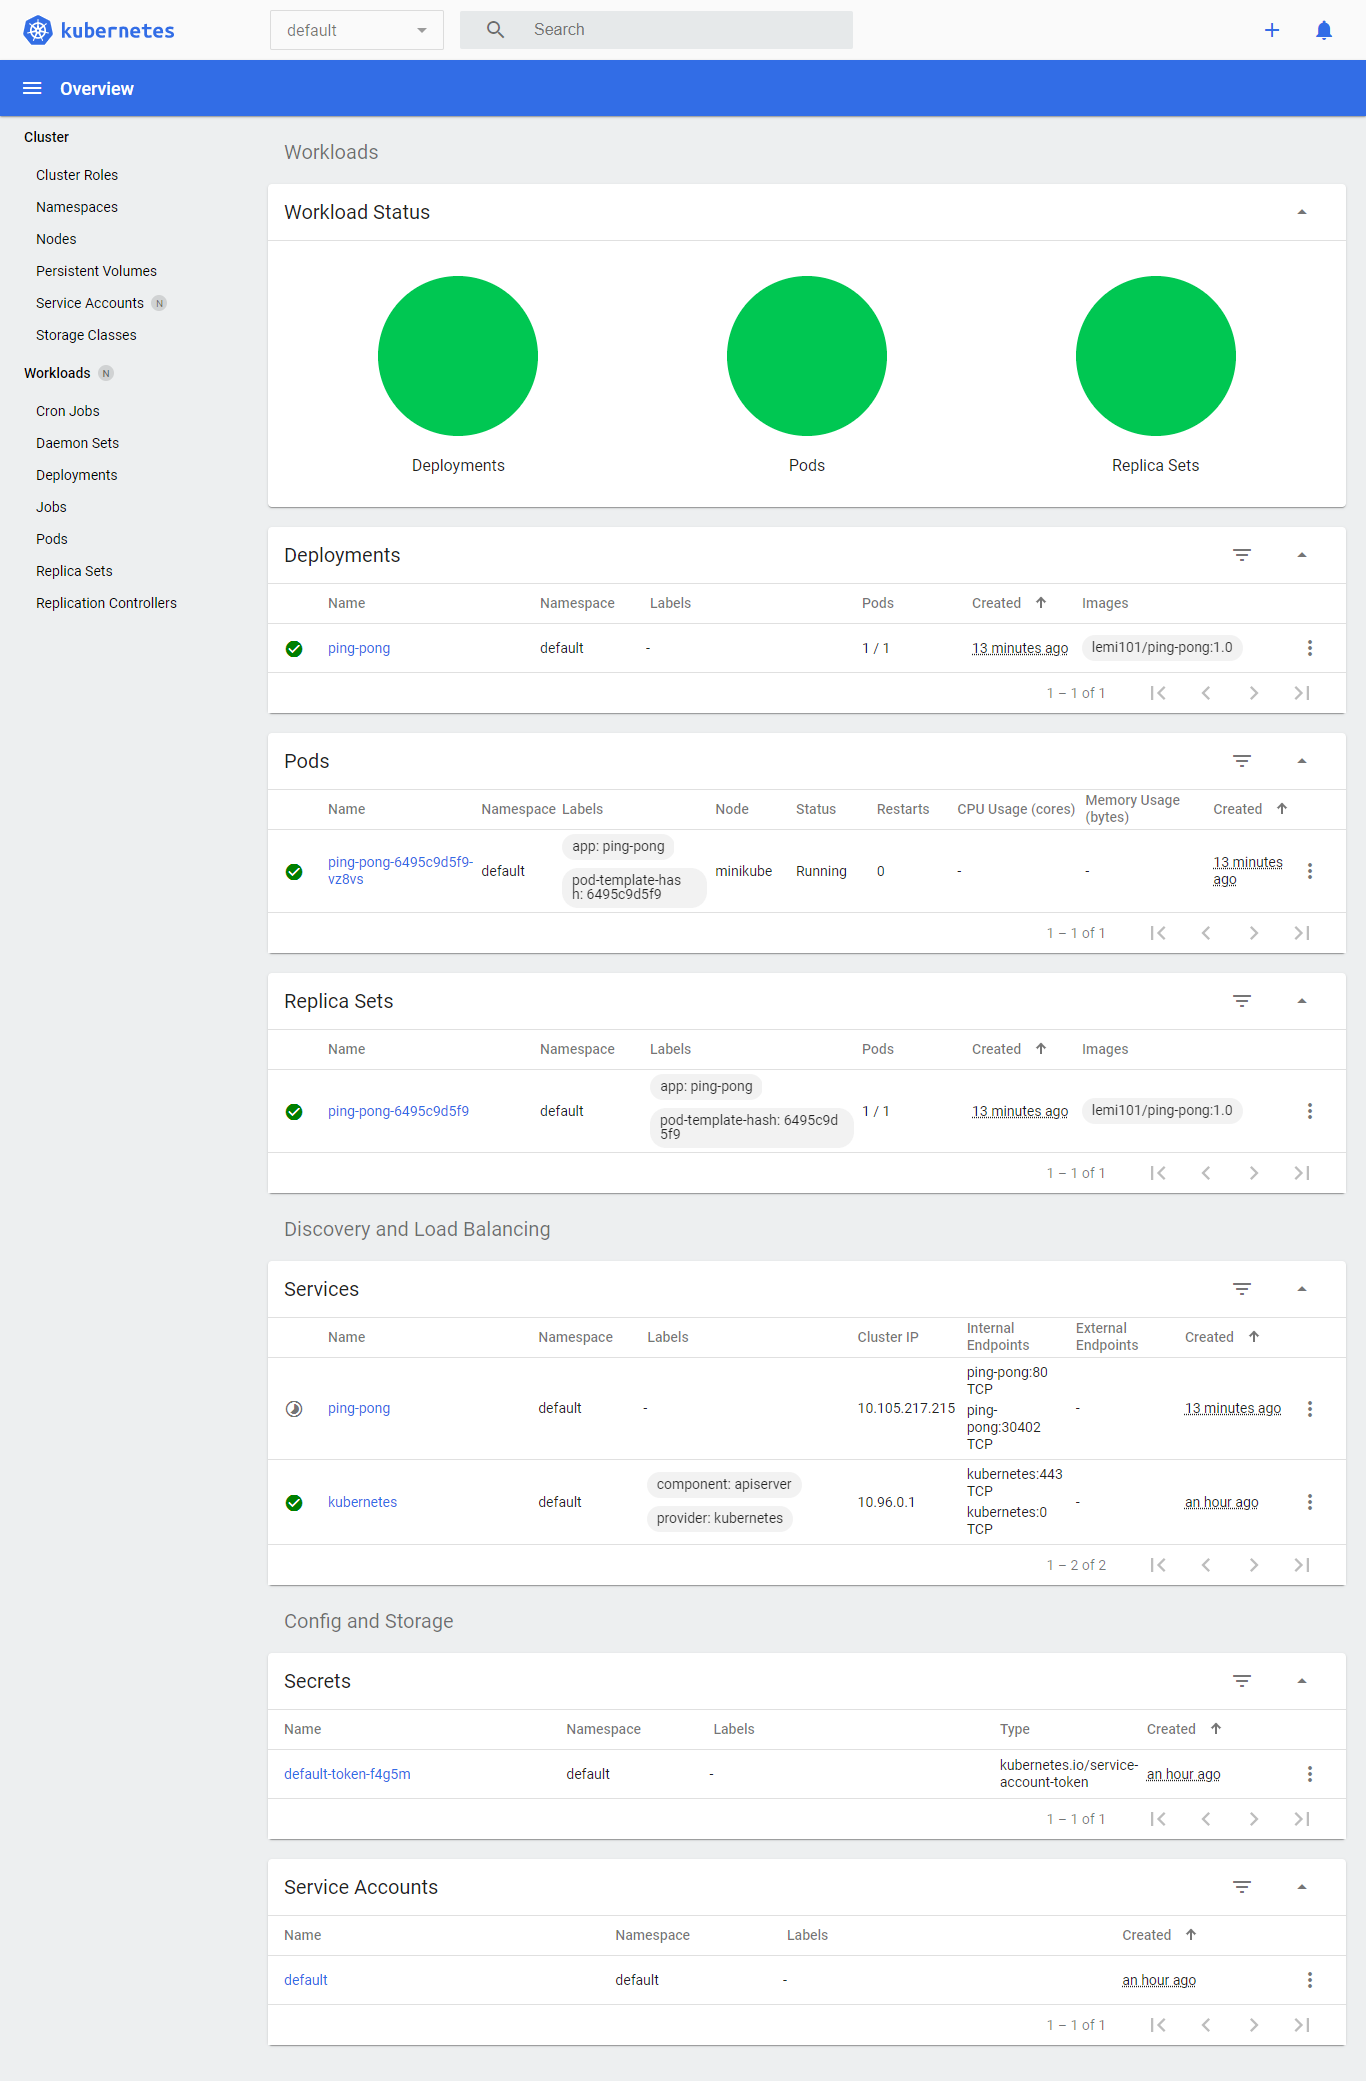 kubernetes
default
Search
Overview
Cluster
Cluster Roles
Namespaces
Nodes
Persistent Volumes
Service Accounts N
Storage Classes
Workloads N
Cron Jobs
Daemon Sets
Deployments
Jobs
Pods
Replica Sets
Replication Controllers
Workloads
Workload Status
Deployments
Pods
Replica Sets
Deployments
Name Namespace Labels Pods Created Images
ping-pong default - 1 / 1 13 minutes ago lemi101/ping-pong:1.0
1 – 1 of 1
Pods
Name Namespace Labels Node Status Restarts CPU Usage (cores) Memory Usage
(bytes) Created
ping-pong-6495c9d5f9-
vz8vs
default
app: ping-pong
pod-template-has
h: 6495c9d5f9
minikube
Running
0
-
-
13 minutes
ago
1 – 1 of 1
Replica Sets
Name Namespace Labels Pods Created Images
ping-pong-6495c9d5f9
default
app: ping-pong
pod-template-hash: 6495c9d
5f9
1 / 1
13 minutes ago
lemi101/ping-pong:1.0
1 – 1 of 1
Discovery and Load Balancing
Services
Name Namespace Labels Cluster IP Internal
Endpoints External
Endpoints Created
ping-pong
default
-
10.105.217.215
ping-pong:80
TCP
ping-
pong:30402
TCP
-
13 minutes ago
kubernetes
default
component: apiserver
provider: kubernetes
10.96.0.1
kubernetes:443
TCP
kubernetes:0
TCP
-
an hour ago
1 – 2 of 2
Config and Storage
Secrets
Name Namespace Labels Type Created
default-token-f4g5m
default
-
kubernetes.io/service-
account-token
an hour ago
1 – 1 of 1
Service Accounts
Name Namespace Labels Created
default default - an hour ago
1 – 1 of 1